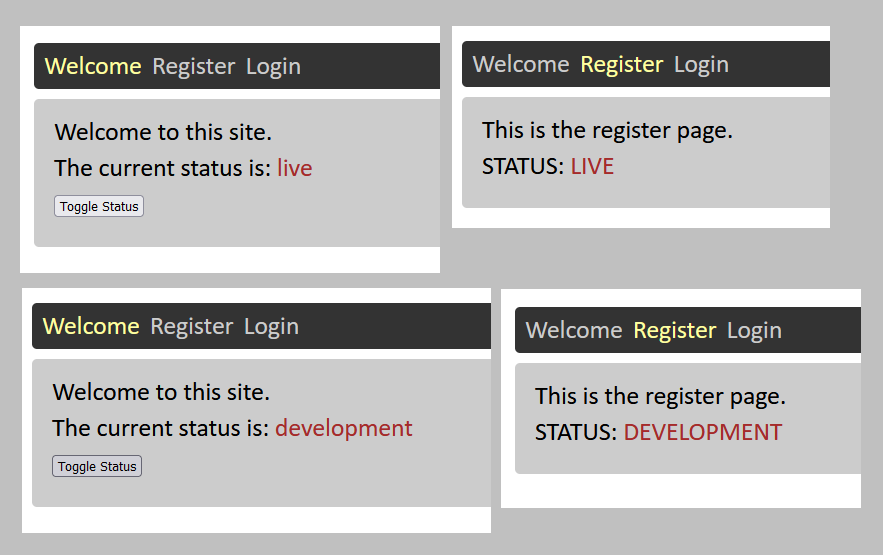 Welcome Register Login
Welcome to this site.
The current status is: live
Toggle Status
Welcome Register Login
This is the register page.
STATUS: LIVE
Welcome Register Login
Welcome to this site.
The current status is: development
Toggle Status
Welcome Register Login
This is the register page.
STATUS: DEVELOPMENT